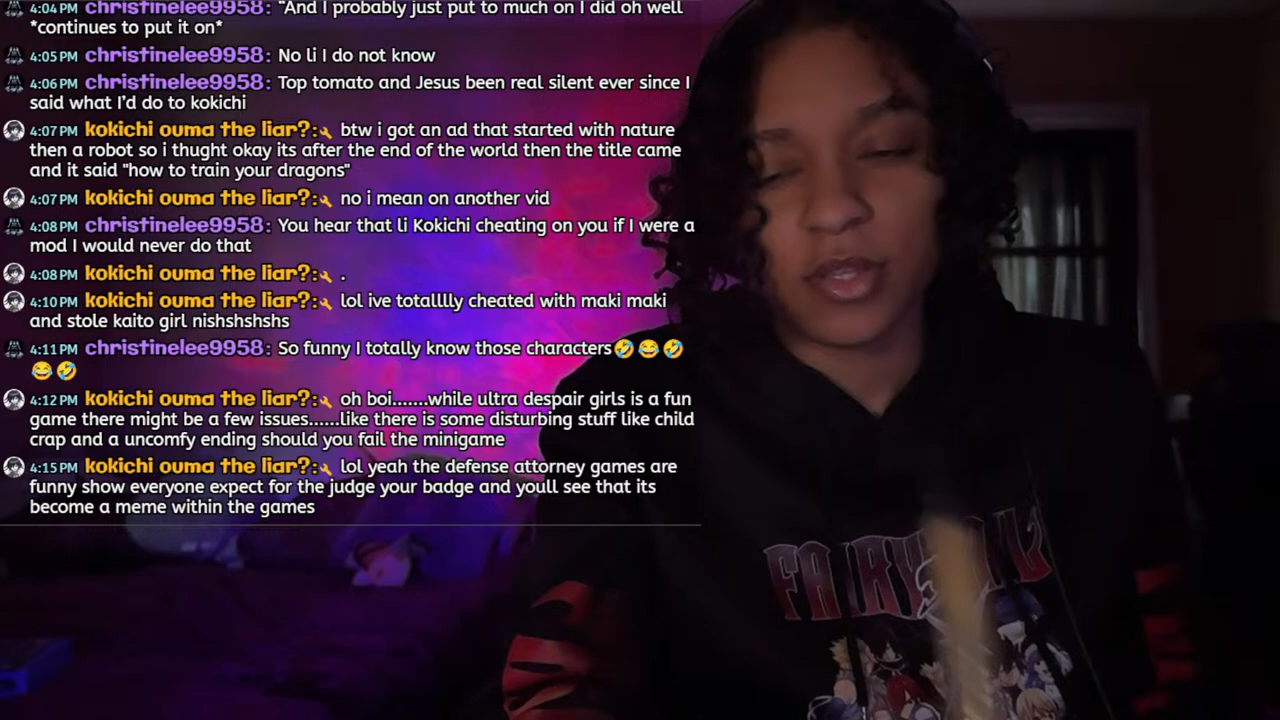 4:04 PM christinelee9958: "And I probably just put to much on I did oh well
*continues to put it on*
4:05 PM christinelee9958: No li I do not know
4:06 PM christinelee9958: Top tomato and Jesus been real silent ever since I
said what I'd do to kokichi
4:07 PM kokichi ouma the liar?: btw i got an ad that started with nature
then a robot so i thught okay its after the end of the world then the title came
and it said "how to train your dragons"
4:07 PM kokichi ouma the liar?: no i mean on another vid
4:08 PM christinelee9958: You hear that li Kokichi cheating on you if I were a
mod I would never do that
4:08 PM kokichi ouma the liar?: .
4:10 PM kokichi ouma the liar?: lol ive totalllly cheated with maki maki
and stole kaito girl nishshshshs
4:11 PM christinelee9958: So funny I totally know those characters🤣😂🤣
😂🤣
4:12 PM kokichi ouma the liar?: oh boi.......while ultra despair girls is a fun
game there might be a few issues......like there is some disturbing stuff like child
crap and a uncomfy ending should you fail the minigame
4:15 PM kokichi ouma the liar?: lol yeah the defense attorney games are
funny show everyone expect for the judge your badge and youll see that its
become a meme within the games
FAIRY TAIL